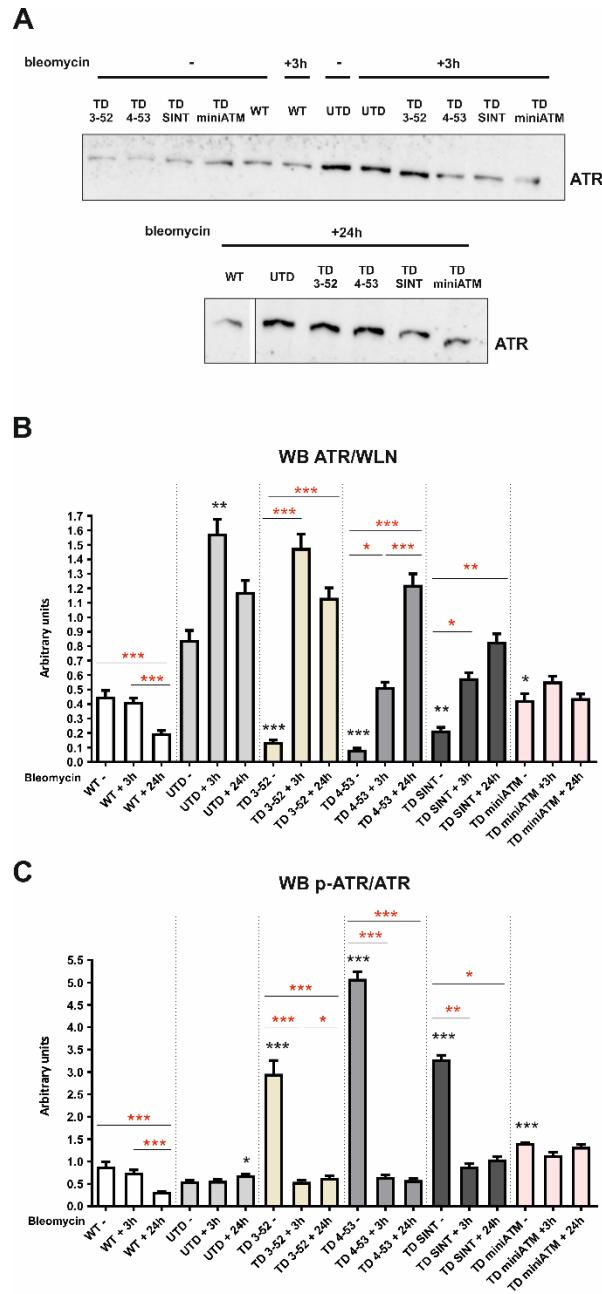 A
bleomycin - +3h - +3h
TD 3-52 TD 4-53 TD SINT TD miniATM WT WT UTD UTD TD 3-52 TD 4-53 TD SINT TD miniATM
ATR
bleomycin +24h
WT UTD TD 3-52 TD 4-53 TD SINT TD miniATM
ATR
B
WB ATR/WLN
Arbitrary units
1.7
1.6
1.5
1.4
1.3
1.2
1.1
1.0
0.9
0.8
0.7
0.6
0.5
0.4
0.3
0.2
0.1
0.0
*** *** ** *** *** *** *** *** * *** *** ** * ** *
Bleomycin
WT -
WT + 3h
WT + 24h
UTD -
UTD + 3h
UTD + 24h
TD 3-52 -
TD 3-52 + 3h
TD 3-52 + 24h
TD 4-53 -
TD 4-53 + 3h
TD 4-53 + 24h
TD SINT -
TD SINT + 3h
TD SINT + 24h
TD miniATM -
TD miniATM +3h
TD miniATM + 24h
C
WB p-ATR/ATR
Arbitrary units
5.5
5.0
4.5
4.0
3.5
3.0
2.5
2.0
1.5
1.0
0.5
0.0
*** *** * *** *** * *** *** *** *** * ** *** ***
Bleomycin
WT -
WT + 3h
WT + 24h
UTD -
UTD + 3h
UTD + 24h
TD 3-52 -
TD 3-52 + 3h
TD 3-52 + 24h
TD 4-53 -
TD 4-53 + 3h
TD 4-53 + 24h
TD SINT -
TD SINT + 3h
TD SINT + 24h
TD miniATM -
TD miniATM +3h
TD miniATM + 24h